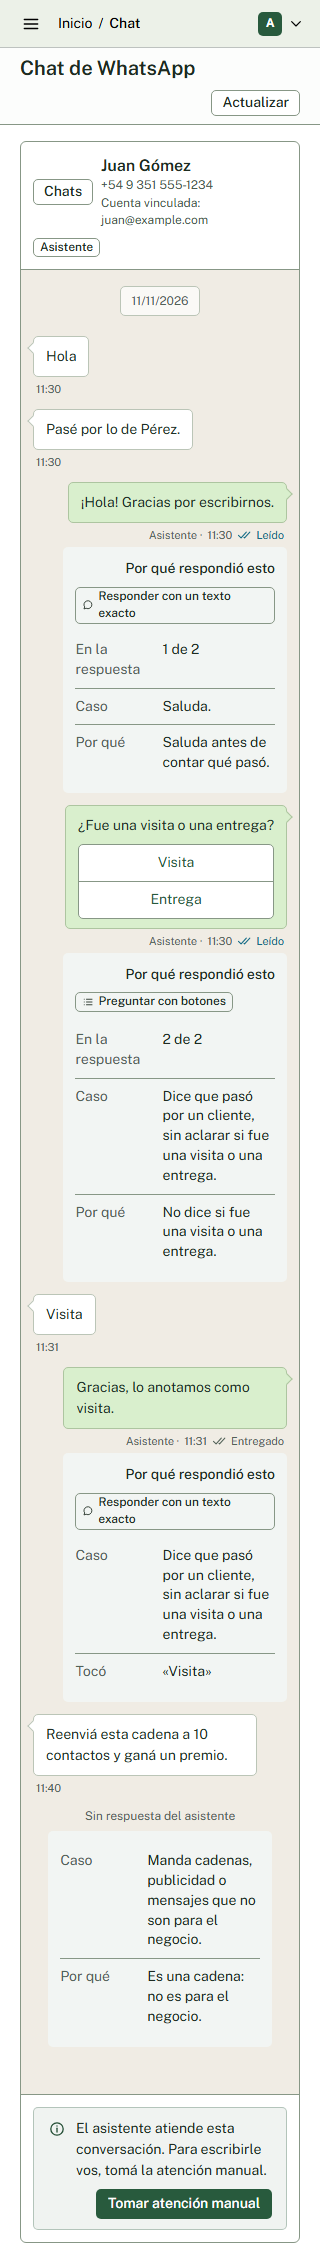 Inicio / Chat
A
Chat de WhatsApp
Actualizar
Chats
Juan Gómez
+54 9 351 555-1234
Cuenta vinculada:
juan@example.com
Asistente
11/11/2026
Hola
11:30
Pasé por lo de Pérez.
11:30
¡Hola! Gracias por escribirnos.
Asistente · 11:30 Leído
Por qué respondió esto
Responder con un texto
exacto
En la
respuesta
1 de 2
Caso
Saluda.
Por qué
Saluda antes de
contar qué pasó.
¿Fue una visita o una entrega?
Visita
Entrega
Asistente · 11:30 Leído
Por qué respondió esto
Preguntar con botones
En la
respuesta
2 de 2
Caso
Dice que pasó
por un cliente,
sin aclarar si fue
una visita o una
entrega.
Por qué
No dice si fue
una visita o una
entrega.
Visita
11:31
Gracias, lo anotamos como
visita.
Asistente · 11:31 Entregado
Por qué respondió esto
Responder con un texto
exacto
Caso
Dice que pasó
por un cliente,
sin aclarar si fue
una visita o una
entrega.
Tocó
«Visita»
Reenviá esta cadena a 10
contactos y ganá un premio.
11:40
Sin respuesta del asistente
Caso
Manda cadenas,
publicidad o
mensajes que no
son para el
negocio.
Por qué
Es una cadena:
no es para el
negocio.
El asistente atiende esta
conversación. Para escribirle
vos, tomá la atención manual.
Tomar atención manual